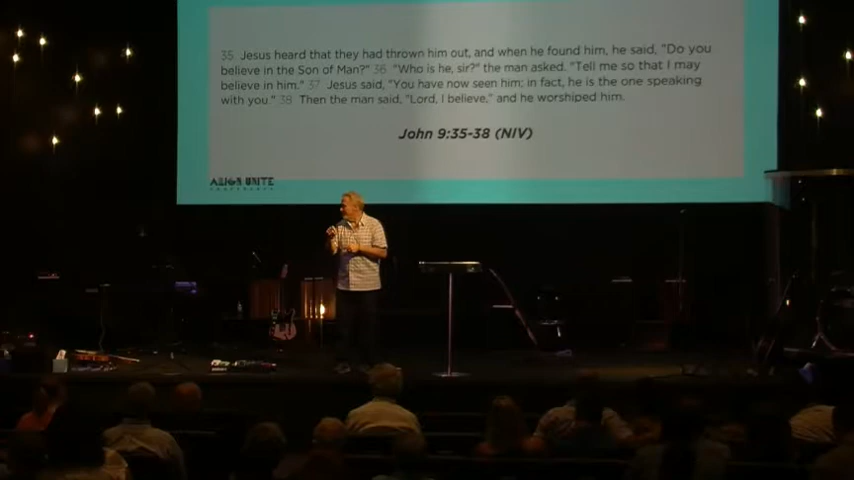 35 Jesus heard that they had thrown him out, and when he found him, he said, "Do you
believe in the Son of Man?" 36 "Who is he, sir?" the man asked. "Tell me so that I may
believe in him." 37 Jesus said, "You have now seen him; in fact, he is the one speaking
with you." 38 Then the man said, "Lord, I believe," and he worshiped him.
John 9:35-38 (NIV)
ALIGN UNITE
CONFERENCE